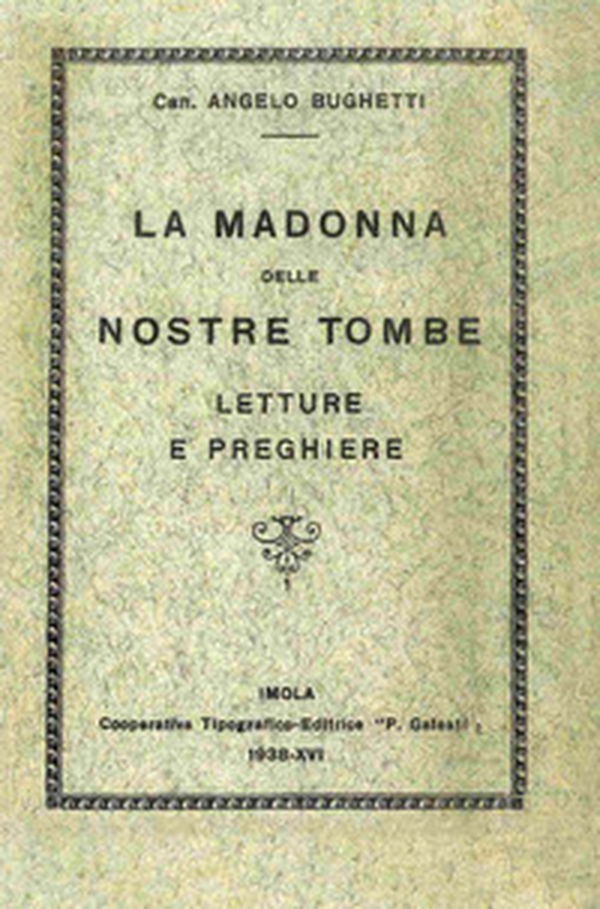 Can. ANGELO BUGHETTI
LA MADONNA
DELLE
NOSTRE TOMBE
LETTURE
E PREGHIERE
IMOLA
Cooperativa Tipografico-Editrice "P. Galeati"
1938-XVI